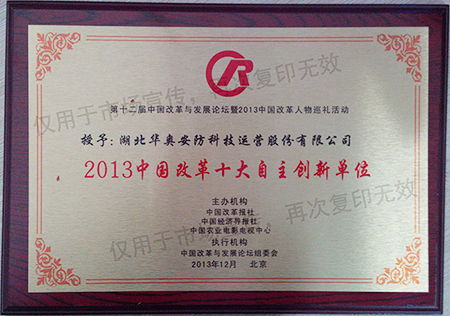 R
第十二届中国改革与发展论坛暨2013中国改革人物巡礼活动
授予:湖北华奥安防科技运营股份有限公司
2013中国改革十大自主创新单位
主办机构
中国改革报社
中国经济导报社
中国农业电影电视中心
执行机构
中国改革与发展论坛组委会
2013年12月 北京
仅用于市场宣传,再次复印无效
仅用于市
再次复印无效